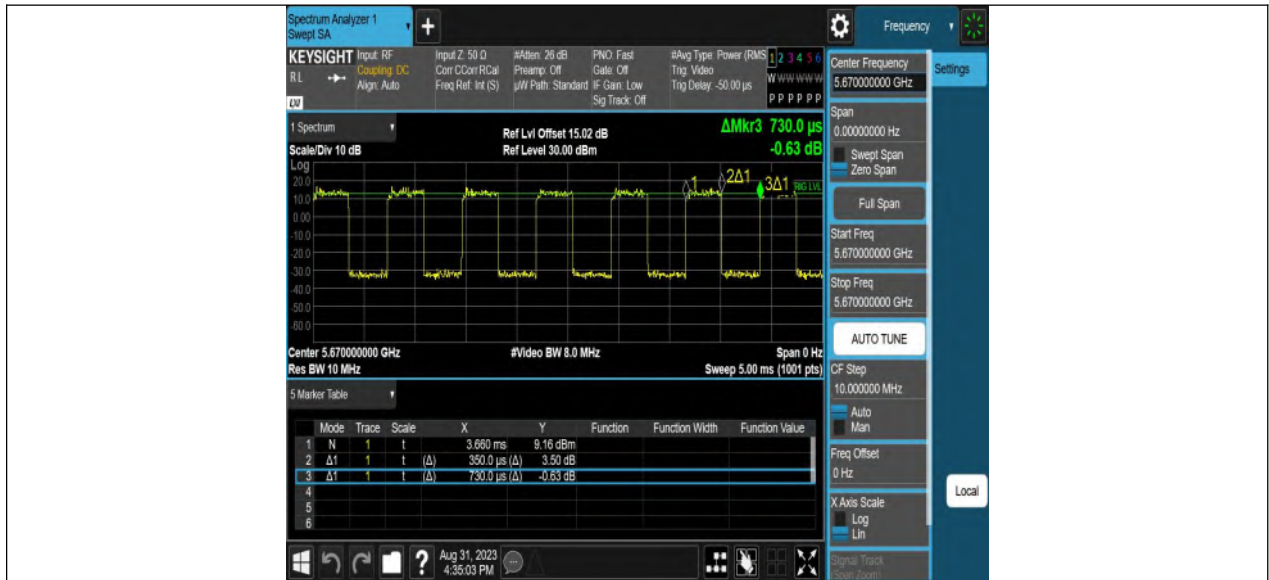 Spectrum Analyzer 1
Swept SA
+
Frequency
KEYSIGHT
RL
LXI
Input: RF
Coupling: DC
Align: Auto
Input Z: 50 Ω
Corr CCorr RCal
Freq Ref: Int (S)
#Atten: 26 dB
Preamp: Off
µW Path: Standard
PNO: Fast
Gate: Off
IF Gain: Low
Sig Track: Off
#Avg Type: Power (RMS
Trig: Video
Trig Delay: -50.00 µs
1 2 3 4 5 6
W W W W W W
P P P P P P
1 Spectrum
Scale/Div 10 dB
Ref Lvl Offset 15.02 dB
Ref Level 30.00 dBm
ΔMkr3 730.0 µs
-0.63 dB
Log
20.0
10.0
0.00
-10.0
-20.0
-30.0
-40.0
-50.0
-60.0
1
2Δ1
3Δ1
RIG LVL
Center 5.670000000 GHz
#Video BW 8.0 MHz
Span 0 Hz
Res BW 10 MHz
Sweep 5.00 ms (1001 pts)
5 Marker Table
Mode Trace Scale X Y Function Function Width Function Value
1 N 1 t 3.660 ms 9.16 dBm
2 Δ1 1 t (Δ) 350.0 µs (Δ) 3.50 dB
3 Δ1 1 t (Δ) 730.0 µs (Δ) -0.63 dB
4
5
6
?
Aug 31, 2023
4:35:03 PM
Center Frequency
5.670000000 GHz
Settings
Span
0.00000000 Hz
Swept Span
Zero Span
Full Span
Start Freq
5.670000000 GHz
Stop Freq
5.670000000 GHz
AUTO TUNE
CF Step
10.000000 MHz
Auto
Man
Freq Offset
0 Hz
X Axis Scale
Log
Lin
Local
Signal Track
(Span Zoom)